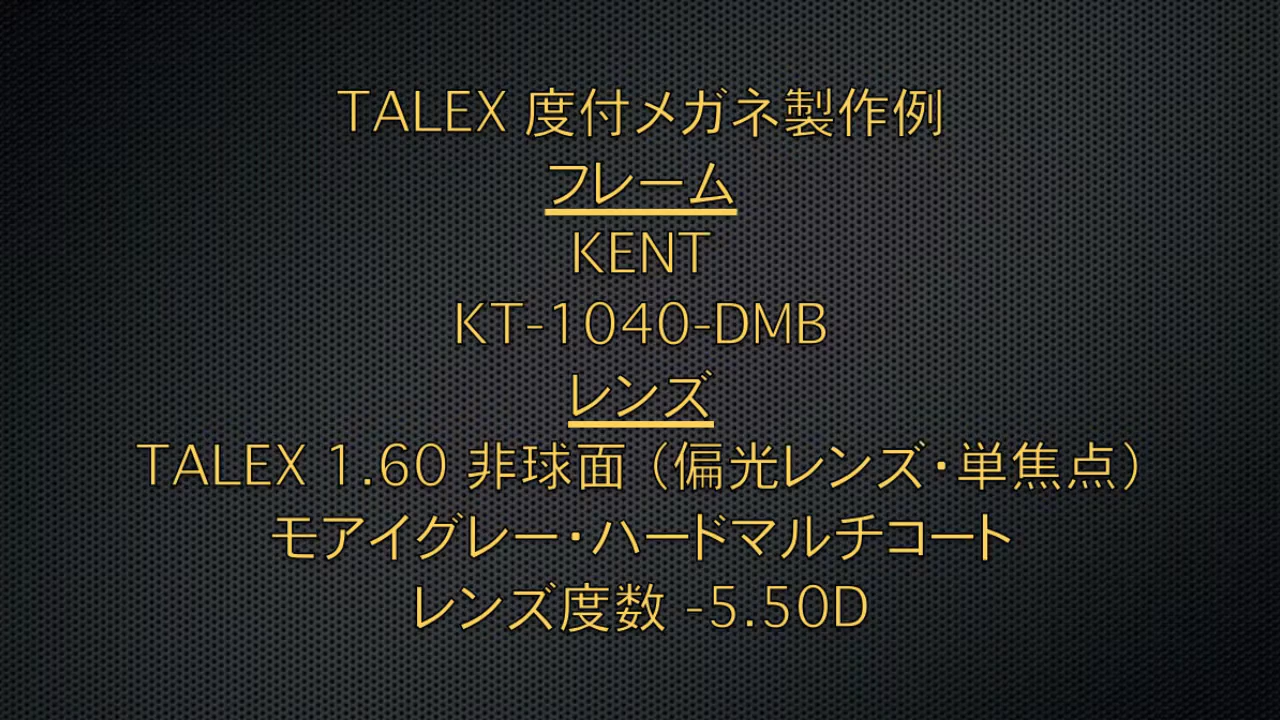 TALEX 度付メガネ製作例
フレーム
KENT
KT-1040-DMB
レンズ
TALEX 1.60 非球面（偏光レンズ・単焦点）
モアイグレー・ハードマルチコート
レンズ度数 -5.50D